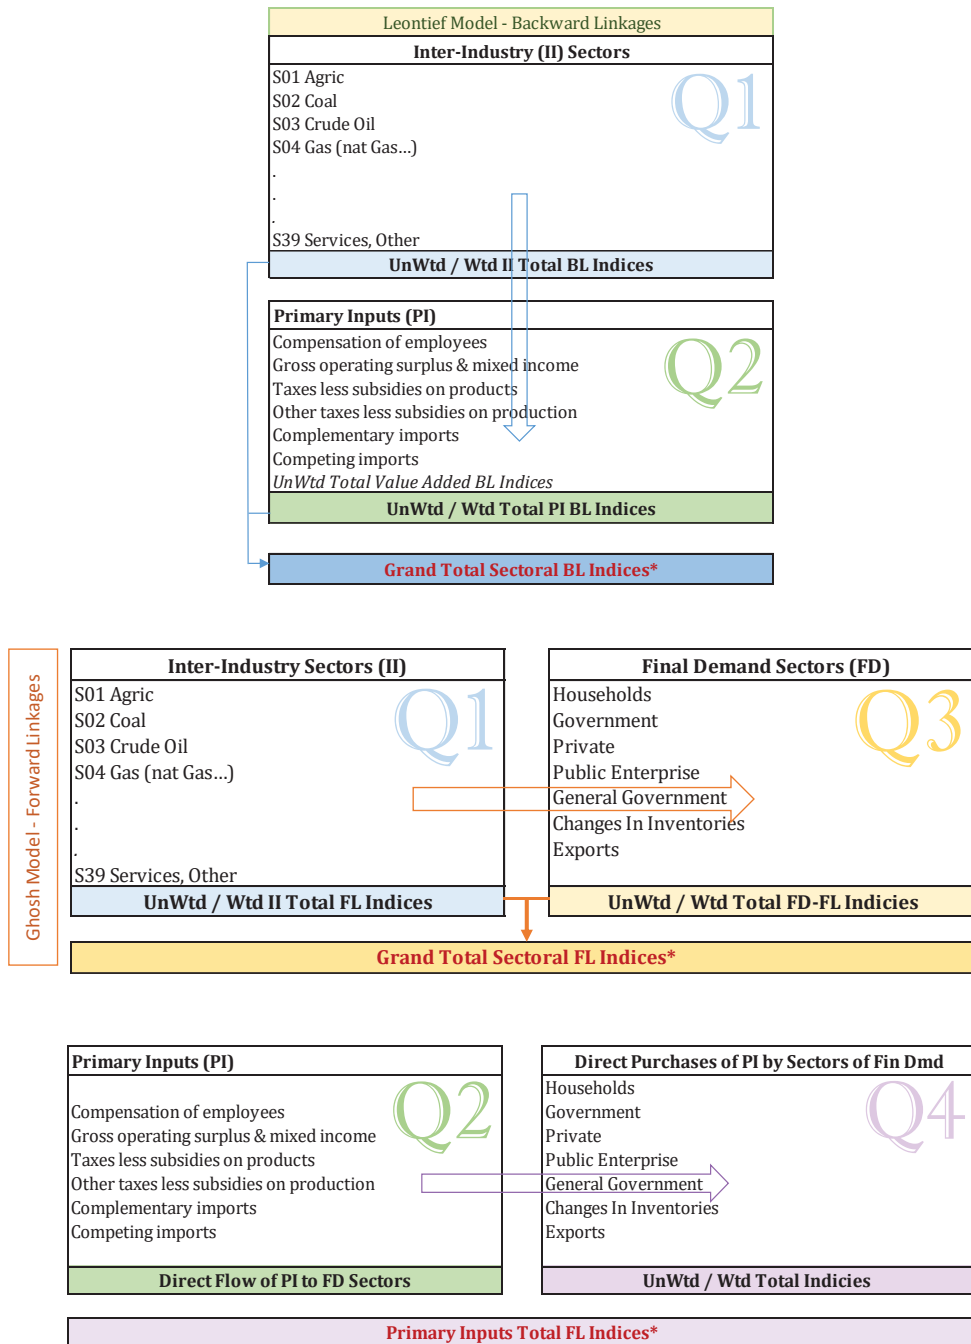 Leontief Model - Backward Linkages
Inter-Industry (II) Sectors
S01 Agric
S02 Coal
S03 Crude Oil
S04 Gas (nat Gas...)
.
.
.
S39 Services, Other
Q1
UnWtd / Wtd II Total BL Indices
Primary Inputs (PI)
Compensation of employees
Gross operating surplus & mixed income
Taxes less subsidies on products
Other taxes less subsidies on production
Complementary imports
Competing imports
UnWtd Total Value Added BL Indices
Q2
UnWtd / Wtd Total PI BL Indices
Grand Total Sectoral BL Indices*
Ghosh Model - Forward Linkages
Inter-Industry Sectors (II)
S01 Agric
S02 Coal
S03 Crude Oil
S04 Gas (nat Gas...)
.
.
.
S39 Services, Other
Q1
UnWtd / Wtd II Total FL Indices
Final Demand Sectors (FD)
Households
Government
Private
Public Enterprise
General Government
Changes In Inventories
Exports
Q3
UnWtd / Wtd Total FD-FL Indicies
Grand Total Sectoral FL Indices*
Primary Inputs (PI)
Compensation of employees
Gross operating surplus & mixed income
Taxes less subsidies on products
Other taxes less subsidies on production
Complementary imports
Competing imports
Q2
Direct Flow of PI to FD Sectors
Direct Purchases of PI by Sectors of Fin Dmd
Households
Government
Private
Public Enterprise
General Government
Changes In Inventories
Exports
Q4
UnWtd / Wtd Total Indicies
Primary Inputs Total FL Indices*